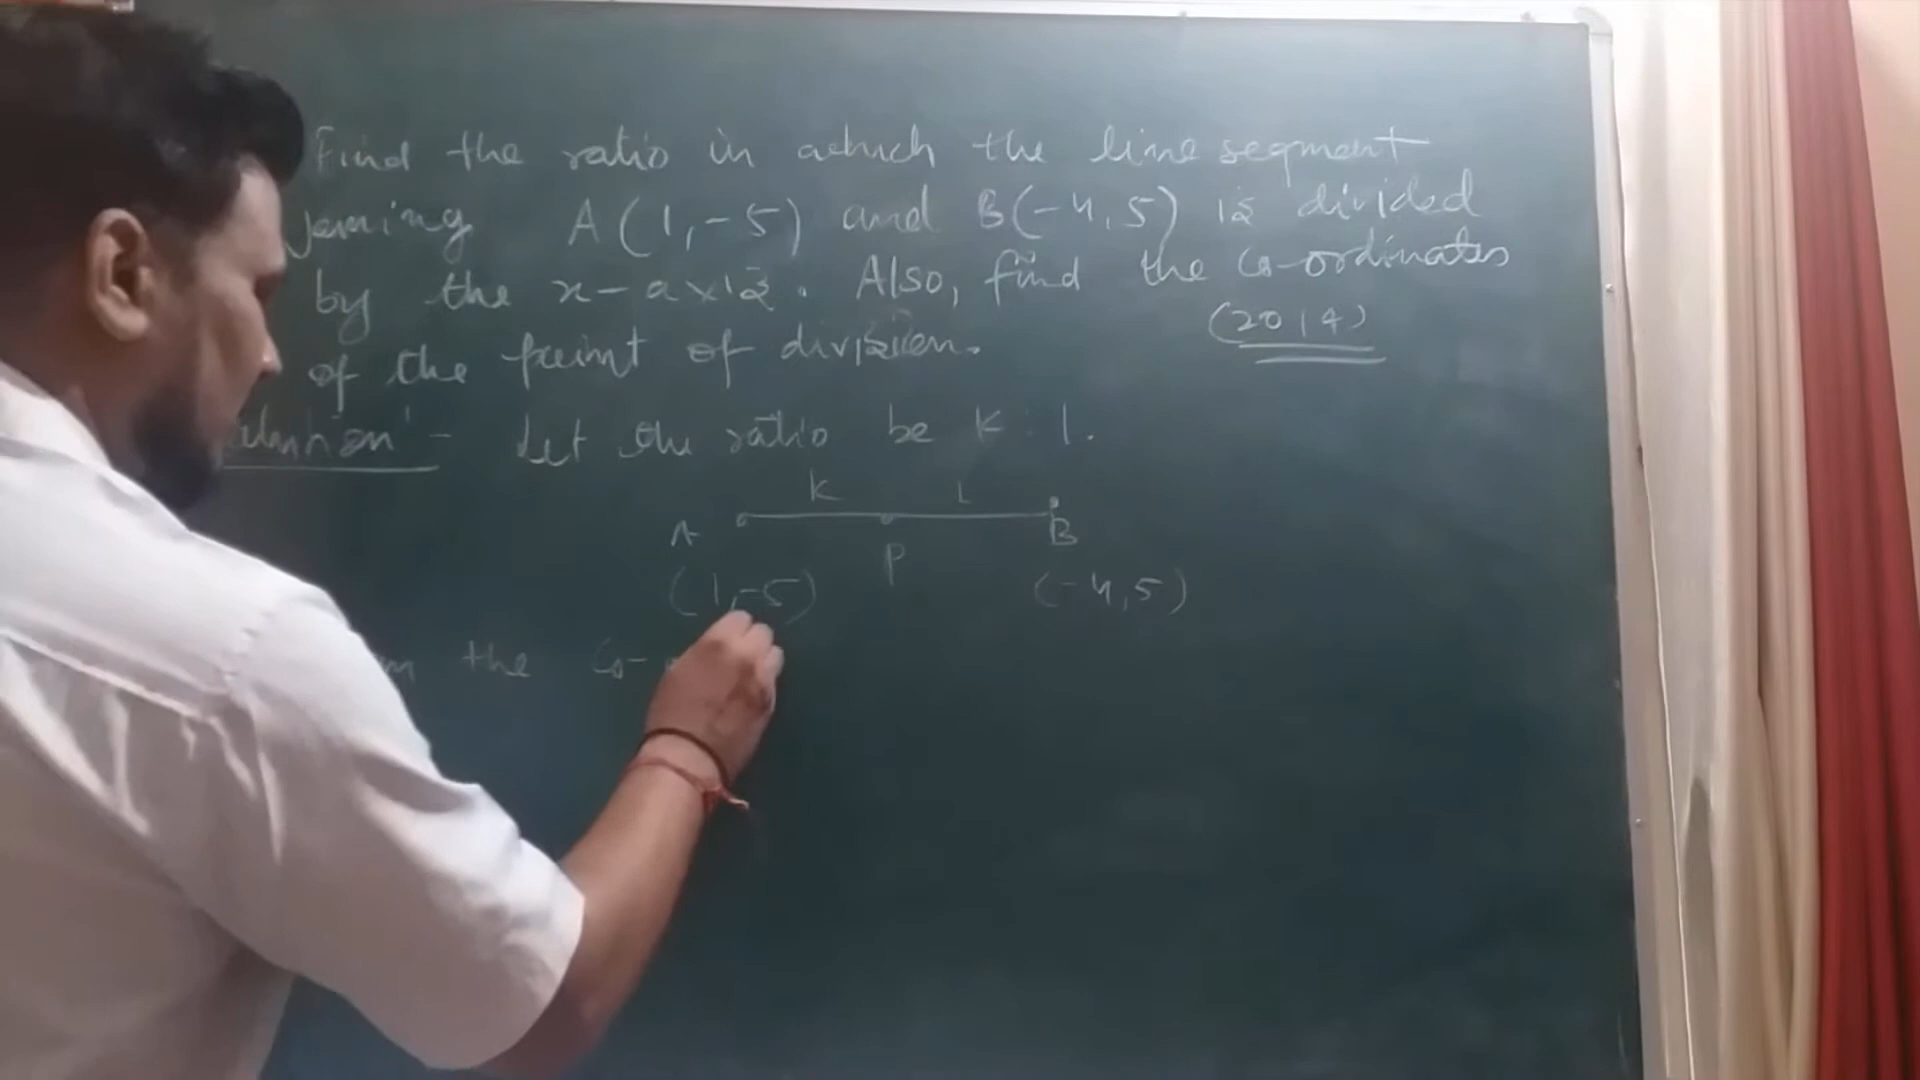 Find the ratio in which the line segment
joining A(1,-5) and B(-4,5) is divided
by the x-axis. Also, find the co-ordinates
of the point of division. (2014)
Let the ratio be K : 1.
K 1
A P B
(1,-5) (-4,5)
the Co-